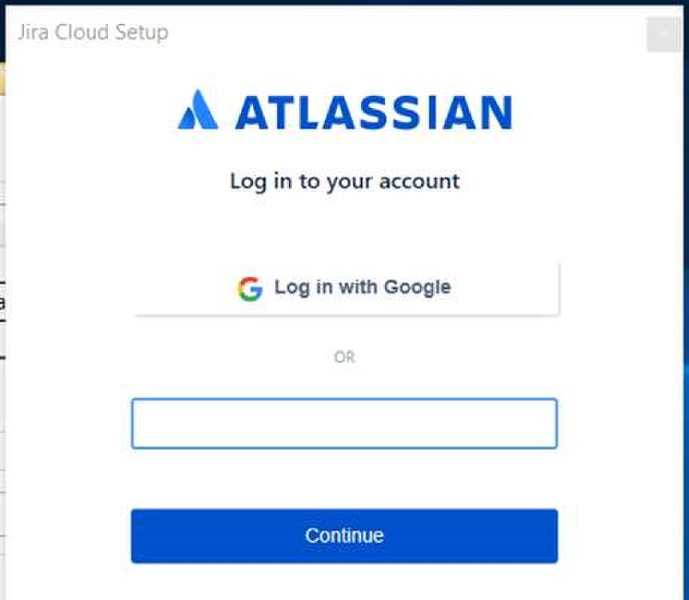 Jira Cloud Setup
ATLASSIAN
Log in to your account
Log in with Google
OR
Continue